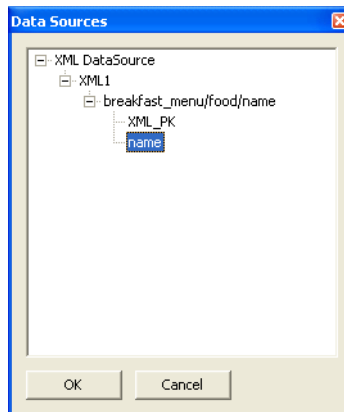 Data Sources
XML DataSource
XML1
breakfast_menu/food/name
XML_PK
name
OK
Cancel